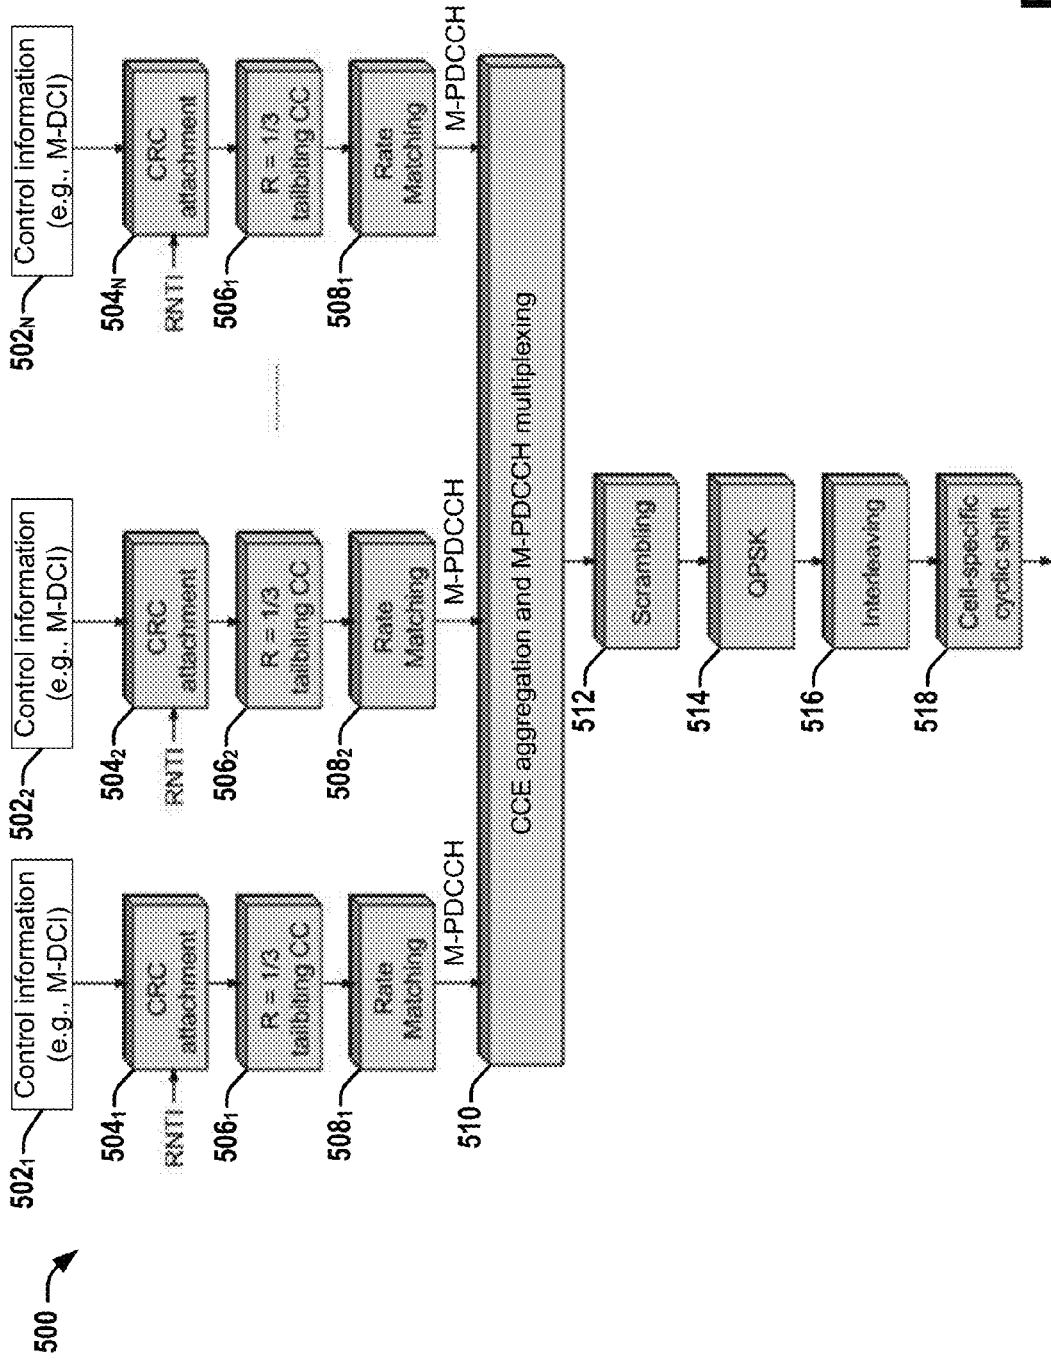 500
502₁
Control information
(e.g., M-DCI)
502₂
Control information
(e.g., M-DCI)
502N
Control information
(e.g., M-DCI)
504₁
CRC
attachment
RNTI
504₂
CRC
attachment
RNTI
504N
CRC
attachment
RNTI
506₁
R = 1/3
tailbiting CC
506₂
R = 1/3
tailbiting CC
506₁
R = 1/3
tailbiting CC
508₁
Rate
Matching
508₂
Rate
Matching
508₁
Rate
Matching
M-PDCCH
M-PDCCH
M-PDCCH
510
CCE aggregation and M-PDCCH multiplexing
512
Scrambling
514
QPSK
516
Interleaving
518
Cell-specific
cyclic shift